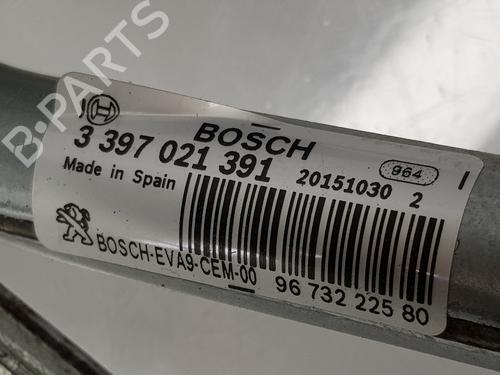 B-PARTS
BOSCH
964
3 397 021 391
20151030 2
Made in Spain
BOSCH-EVA9-CEM-00
96 732 225 80